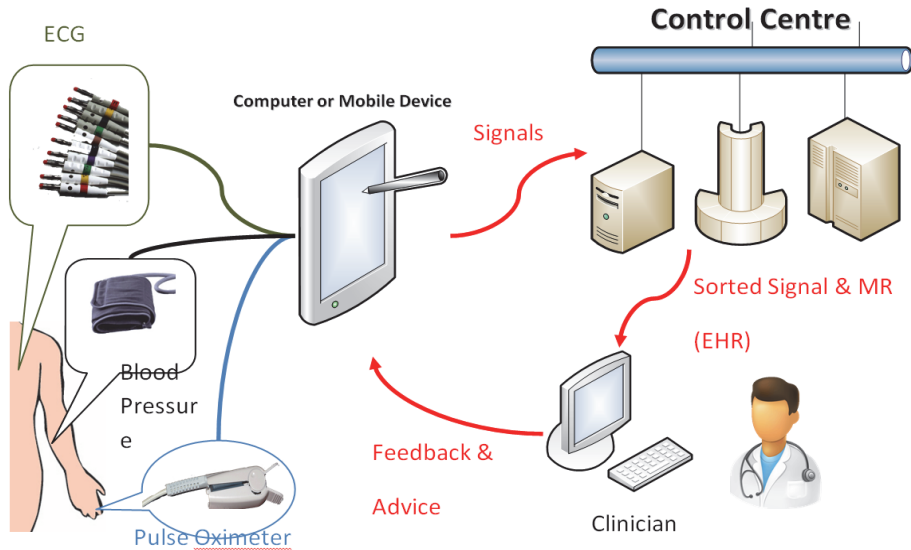 ECG
Control Centre
Computer or Mobile Device
Signals
Sorted Signal & MR
(EHR)
Blood
Pressur
e
Feedback &
Advice
Clinician
Pulse Oximeter